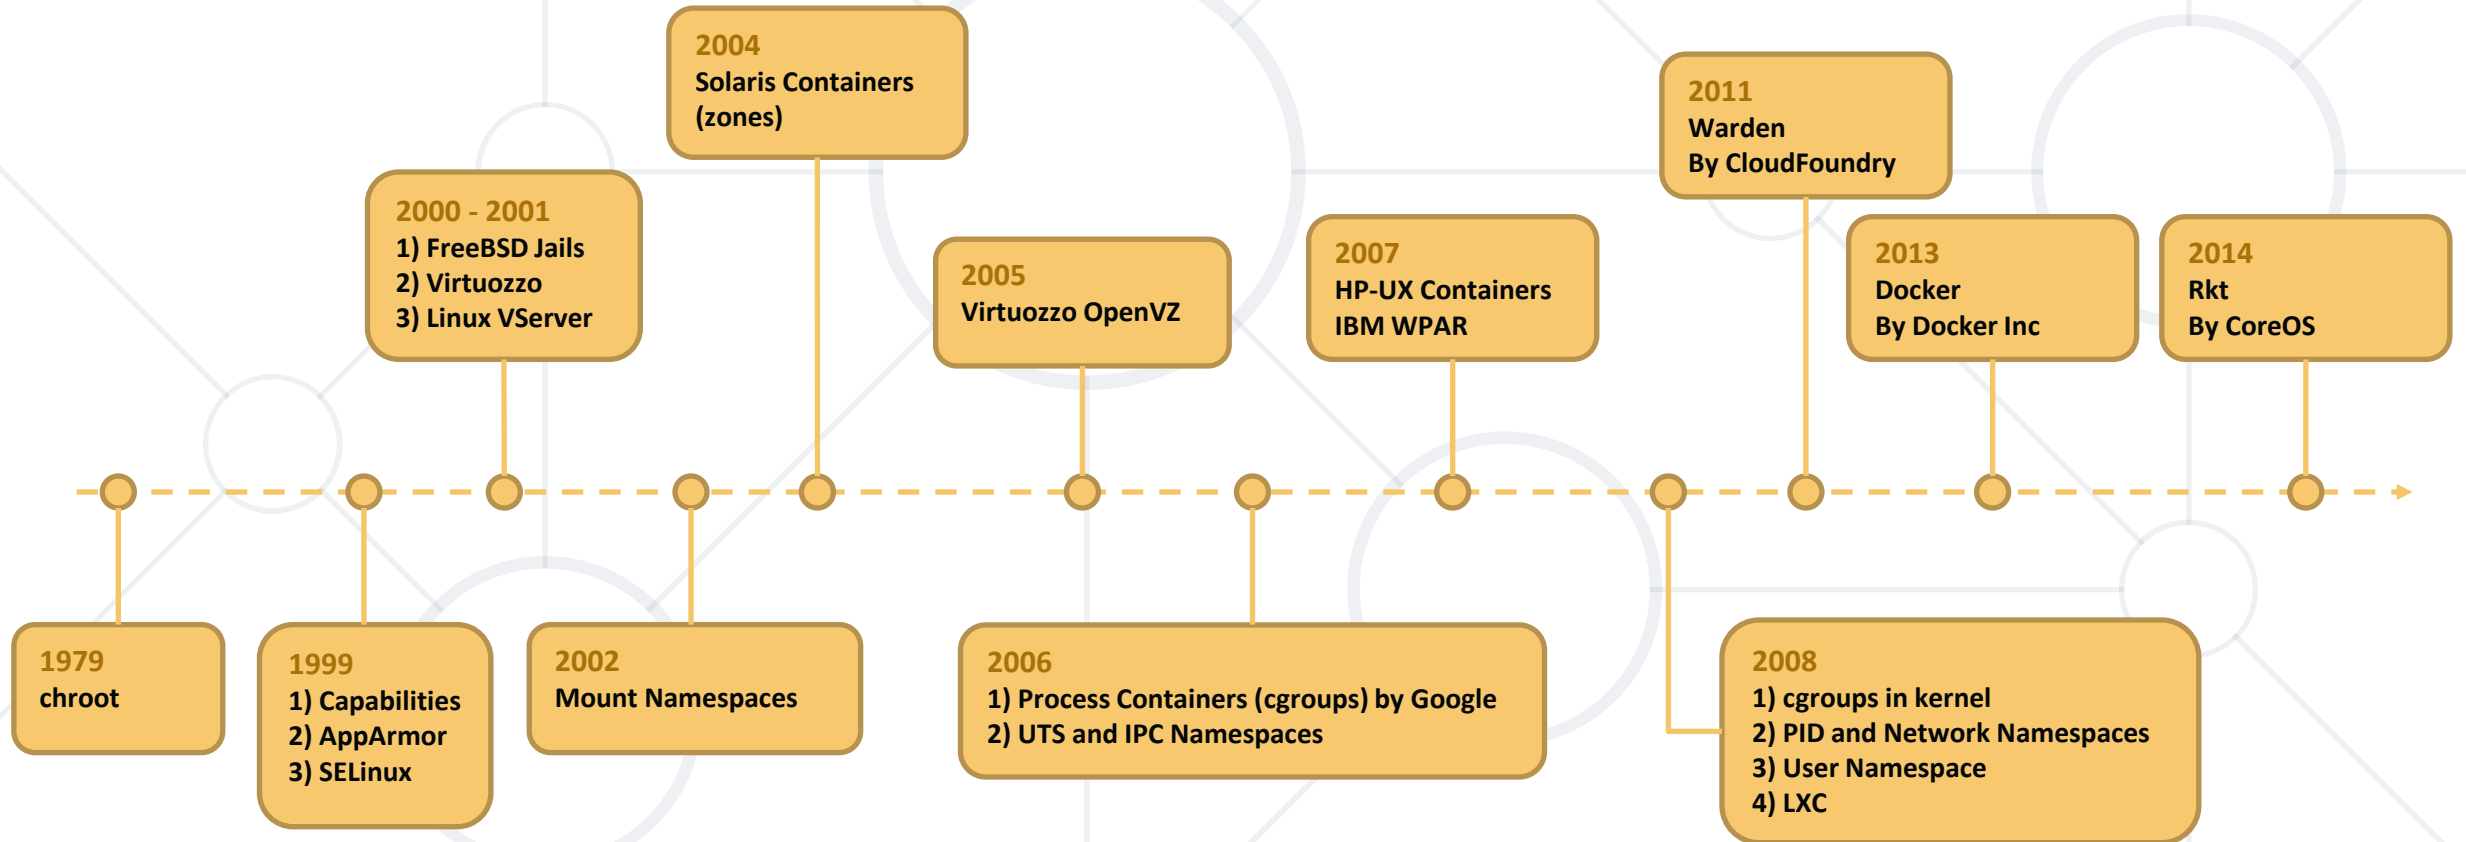 1979
chroot
1999
1) Capabilities
2) AppArmor
3) SELinux
2000 - 2001
1) FreeBSD Jails
2) Virtuozzo
3) Linux VServer
2002
Mount Namespaces
2004
Solaris Containers
(zones)
2005
Virtuozzo OpenVZ
2006
1) Process Containers (cgroups) by Google
2) UTS and IPC Namespaces
2007
HP-UX Containers
IBM WPAR
2008
1) cgroups in kernel
2) PID and Network Namespaces
3) User Namespace
4) LXC
2011
Warden
By CloudFoundry
2013
Docker
By Docker Inc
2014
Rkt
By CoreOS